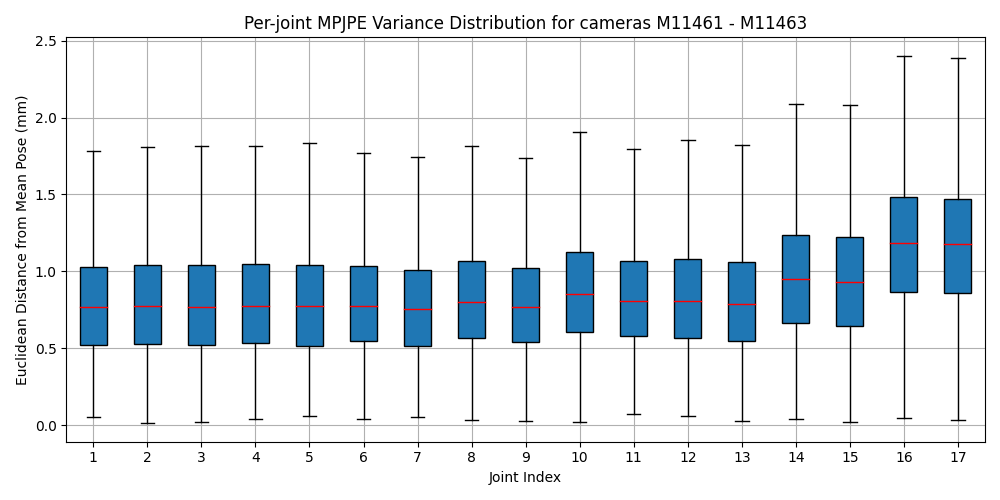 Per-joint MPJPE Variance Distribution for cameras M11461 - M11463
Euclidean Distance from Mean Pose (mm)
2.5
2.0
1.5
1.0
0.5
0.0
1 2 3 4 5 6 7 8 9 10 11 12 13 14 15 16 17
Joint Index